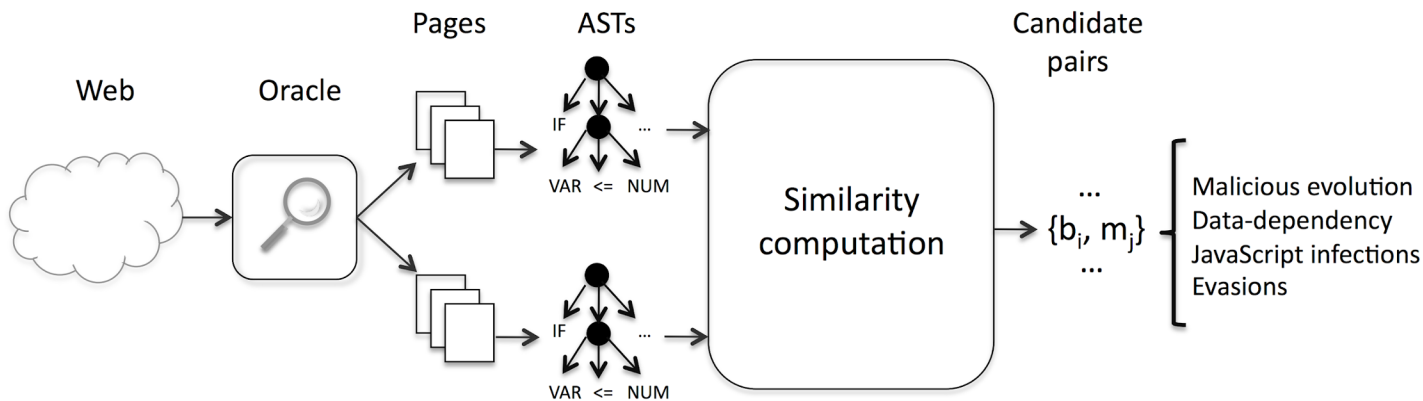 Web
Oracle
Pages
ASTs
IF
...
VAR <= NUM
IF
...
VAR <= NUM
Similarity
computation
Candidate
pairs
...
{bi, mj}
...
Malicious evolution
Data-dependency
JavaScript infections
Evasions